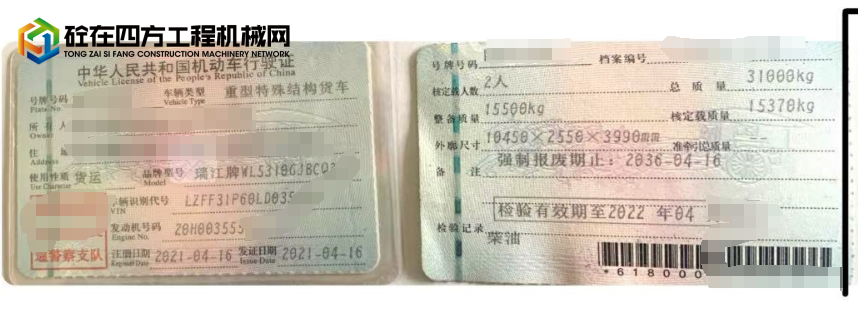 砼在四方工程机械网
TONG ZAI SI FANG CONSTRUCTION MACHINERY NETWORK
中华人民共和国机动车行驶证
Vehicle License of the People's Republic of China
号牌号码 车辆类型 重型特殊结构货车
Plate No. Vehicle Type
所有人
Owner
住 址
Address
使用性质 货运 品牌型号 瑞江牌WL5310GJBCQ
Use Character Model
车辆识别代号 LZFF31P60LD035
VIN
发动机号码 20H003555
Engine No.
注册日期 2021-04-16 发证日期 2021-04-16
Register Date Issue Date
通警察支队
号牌号码 档案编号
核定载人数 2人 总质量 31000kg
整备质量 15500kg 核定载质量 15370kg
外廓尺寸 10450×2550×3990mm 准牵引总质量 --
备 注 强制报废期止:2036-04-16
检验有效期至2022 年04
检验记录
柴油
*618000